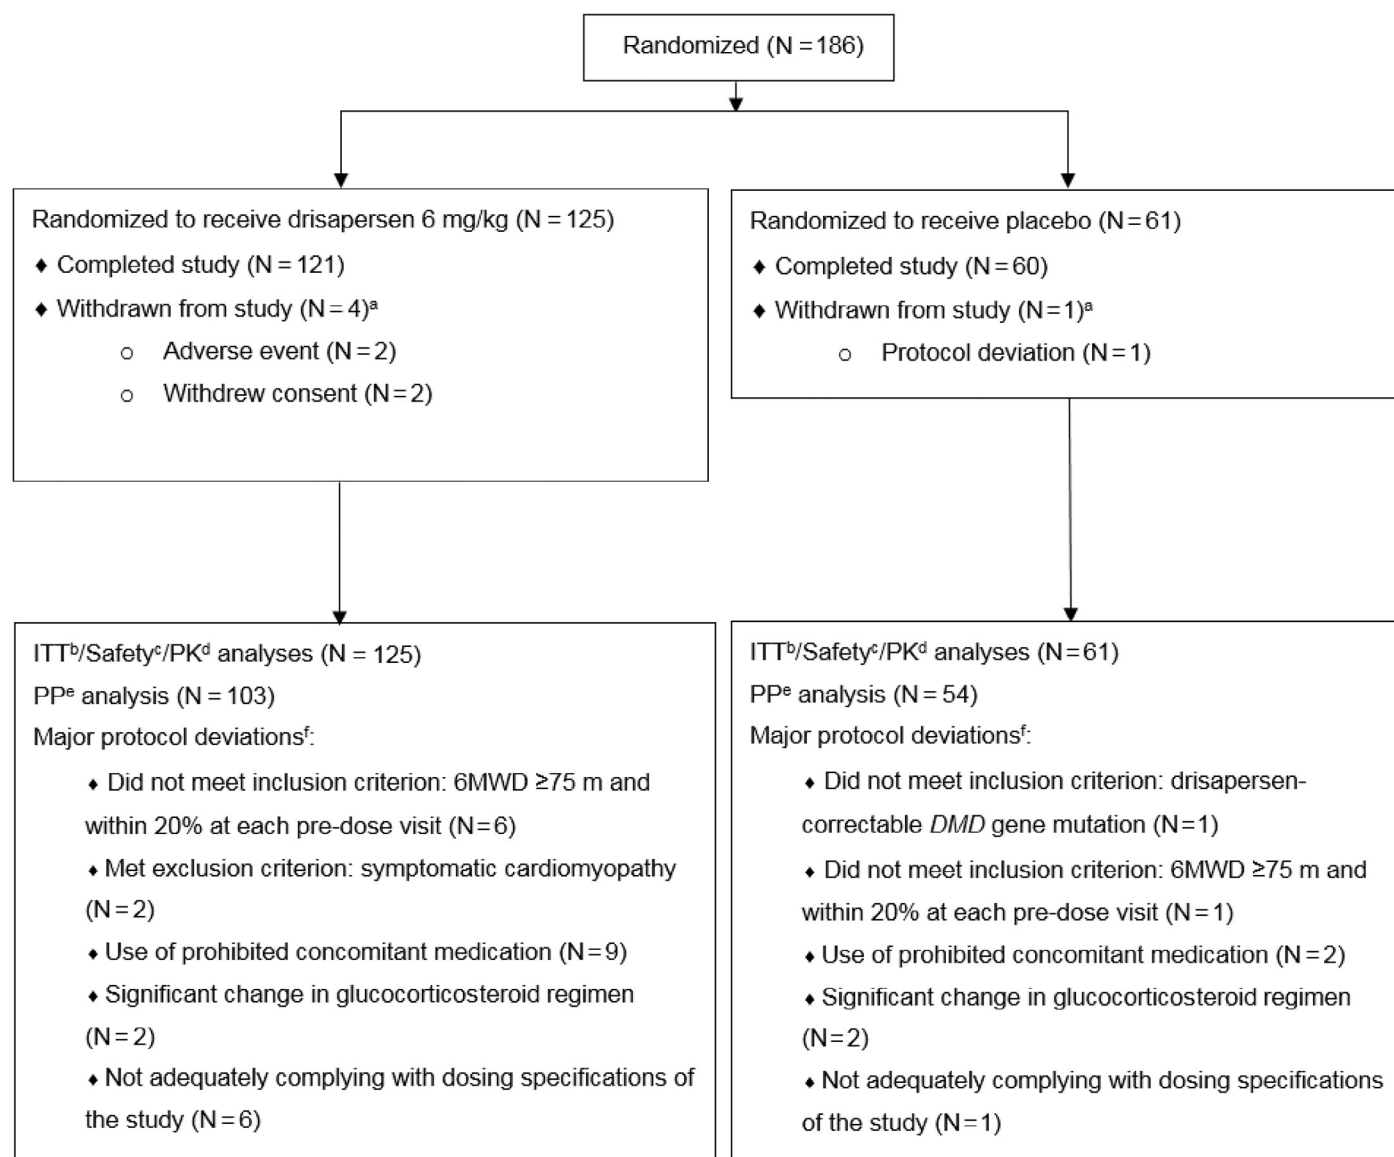 Randomized (N = 186)
Randomized to receive drisapersen 6 mg/kg (N = 125)
♦ Completed study (N = 121)
♦ Withdrawn from study (N = 4)ᵃ
o Adverse event (N = 2)
o Withdrew consent (N = 2)
Randomized to receive placebo (N = 61)
♦ Completed study (N = 60)
♦ Withdrawn from study (N = 1)ᵃ
o Protocol deviation (N = 1)
ITTᵇ/Safetyᶜ/PKᵈ analyses (N = 125)
PPᵉ analysis (N = 103)
Major protocol deviationsᶠ:
♦ Did not meet inclusion criterion: 6MWD ≥75 m and
within 20% at each pre-dose visit (N = 6)
♦ Met exclusion criterion: symptomatic cardiomyopathy
(N = 2)
♦ Use of prohibited concomitant medication (N = 9)
♦ Significant change in glucocorticosteroid regimen
(N = 2)
♦ Not adequately complying with dosing specifications of
the study (N = 6)
ITTᵇ/Safetyᶜ/PKᵈ analyses (N = 61)
PPᵉ analysis (N = 54)
Major protocol deviationsᶠ:
♦ Did not meet inclusion criterion: drisapersen-
correctable DMD gene mutation (N = 1)
♦ Did not meet inclusion criterion: 6MWD ≥75 m and
within 20% at each pre-dose visit (N = 1)
♦ Use of prohibited concomitant medication (N = 2)
♦ Significant change in glucocorticosteroid regimen
(N = 2)
♦ Not adequately complying with dosing specifications
of the study (N = 1)